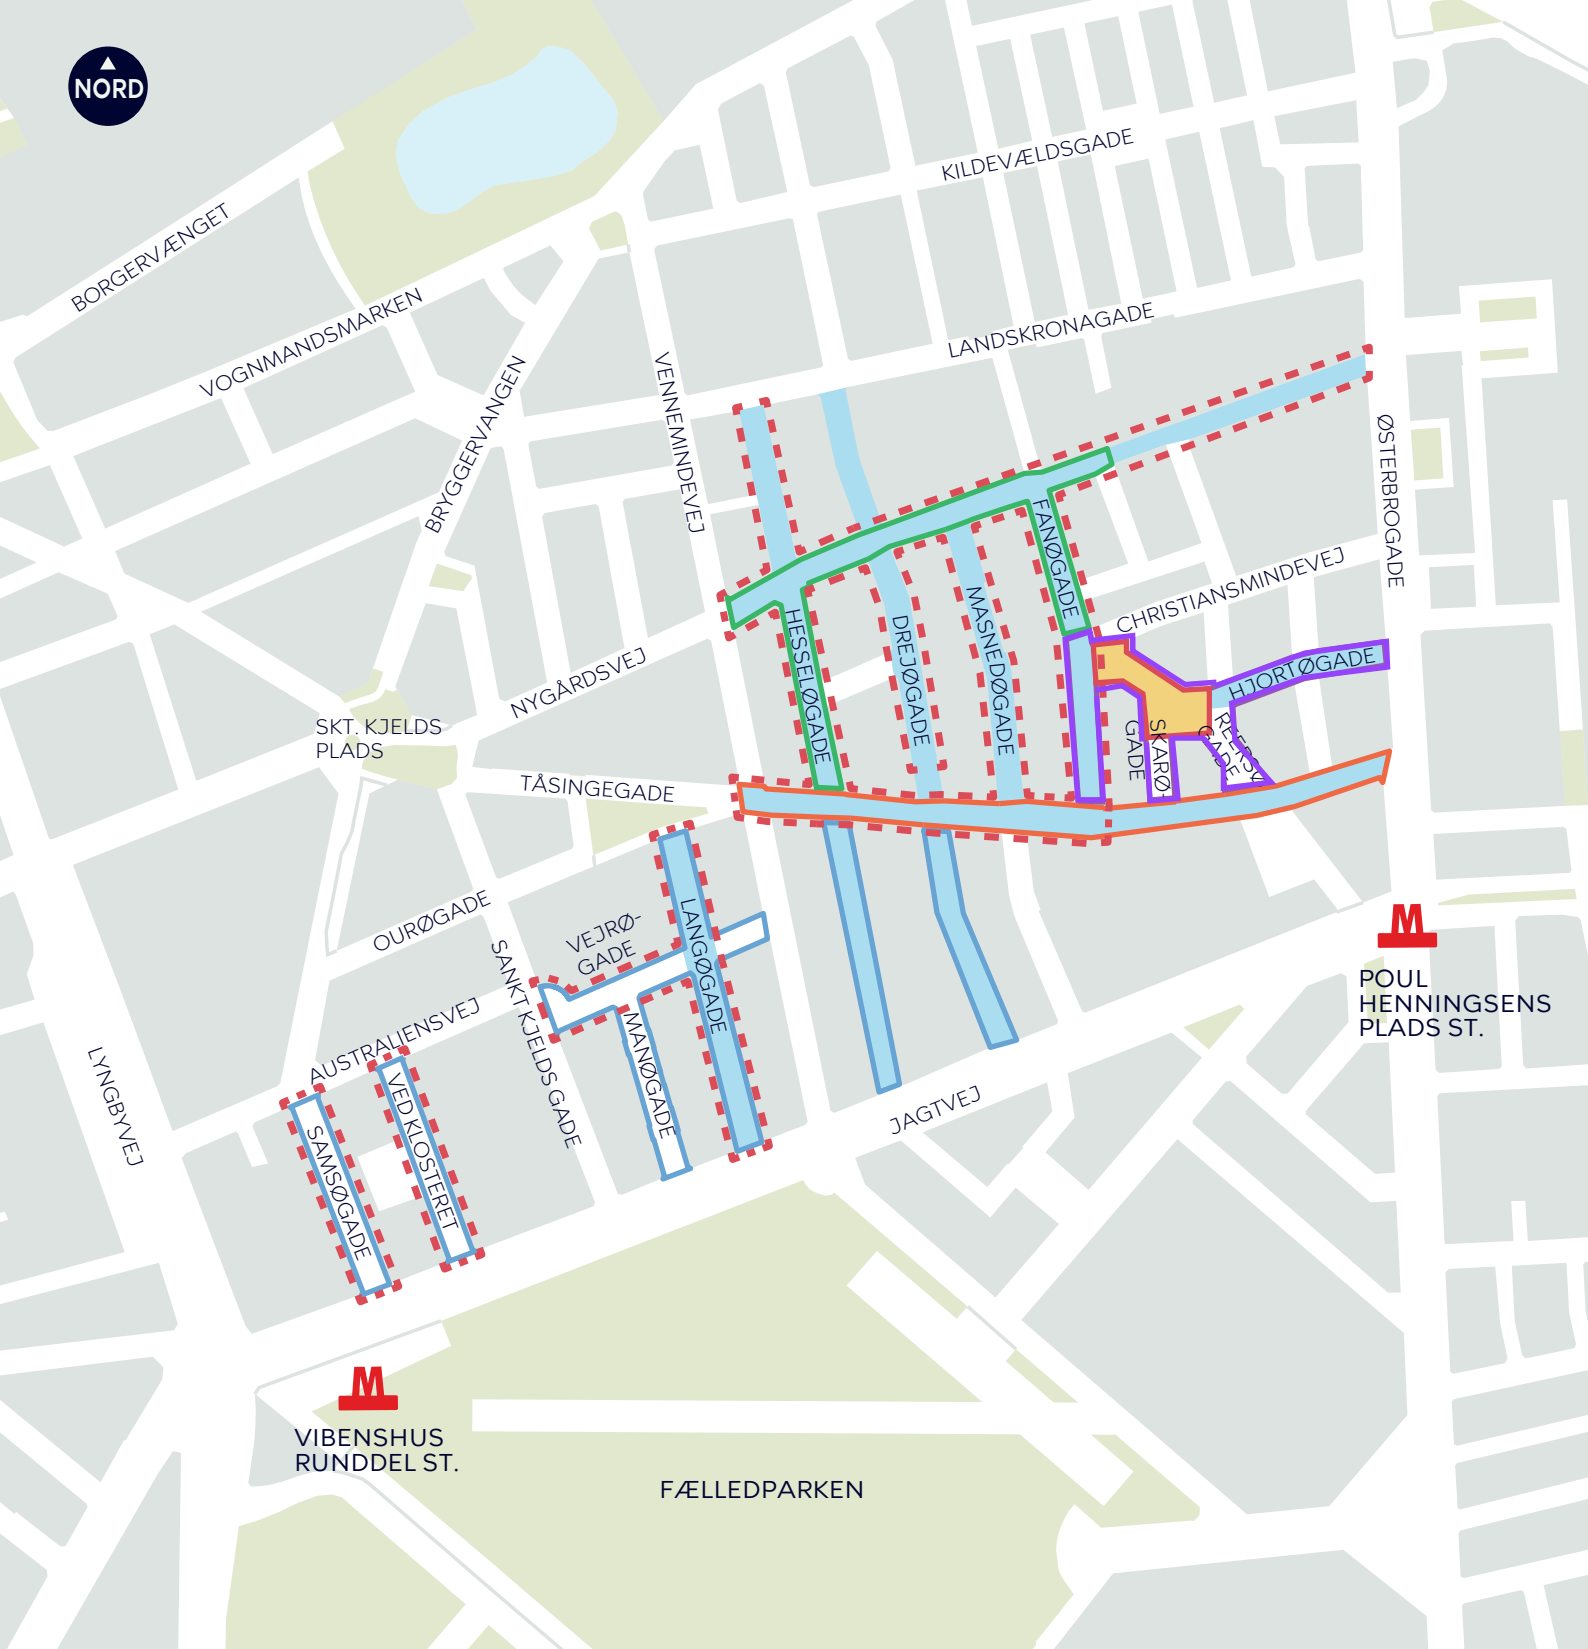 NORD
BORGERVÆNGET
VOGNMANDSMARKEN
BRYGGERVANGEN
VENNEMINDEVEJ
KILDEVÆLDSGADE
LANDSKRONAGADE
ØSTERBROGADE
FANØGADE
CHRISTIANSMINDEVEJ
MASNEDØGADE
DREJØGADE
HESSELØGADE
HJORTØGADE
NYGÅRDSVEJ
SKT. KJELDS
PLADS
SKARØ-
GADE
REERSØ
GADE
TÅSINGEGADE
OURØGADE
VEJRØ-
GADE
LANGØGADE
SANKT KJELDS GADE
MANØGADE
AUSTRALIENSVEJ
LYNGBYVEJ
VED KLOSTERET
SAMSØGADE
JAGTVEJ
M
POUL
HENNINGSENS
PLADS ST.
M
VIBENSHUS
RUNDDEL ST.
FÆLLEDPARKEN